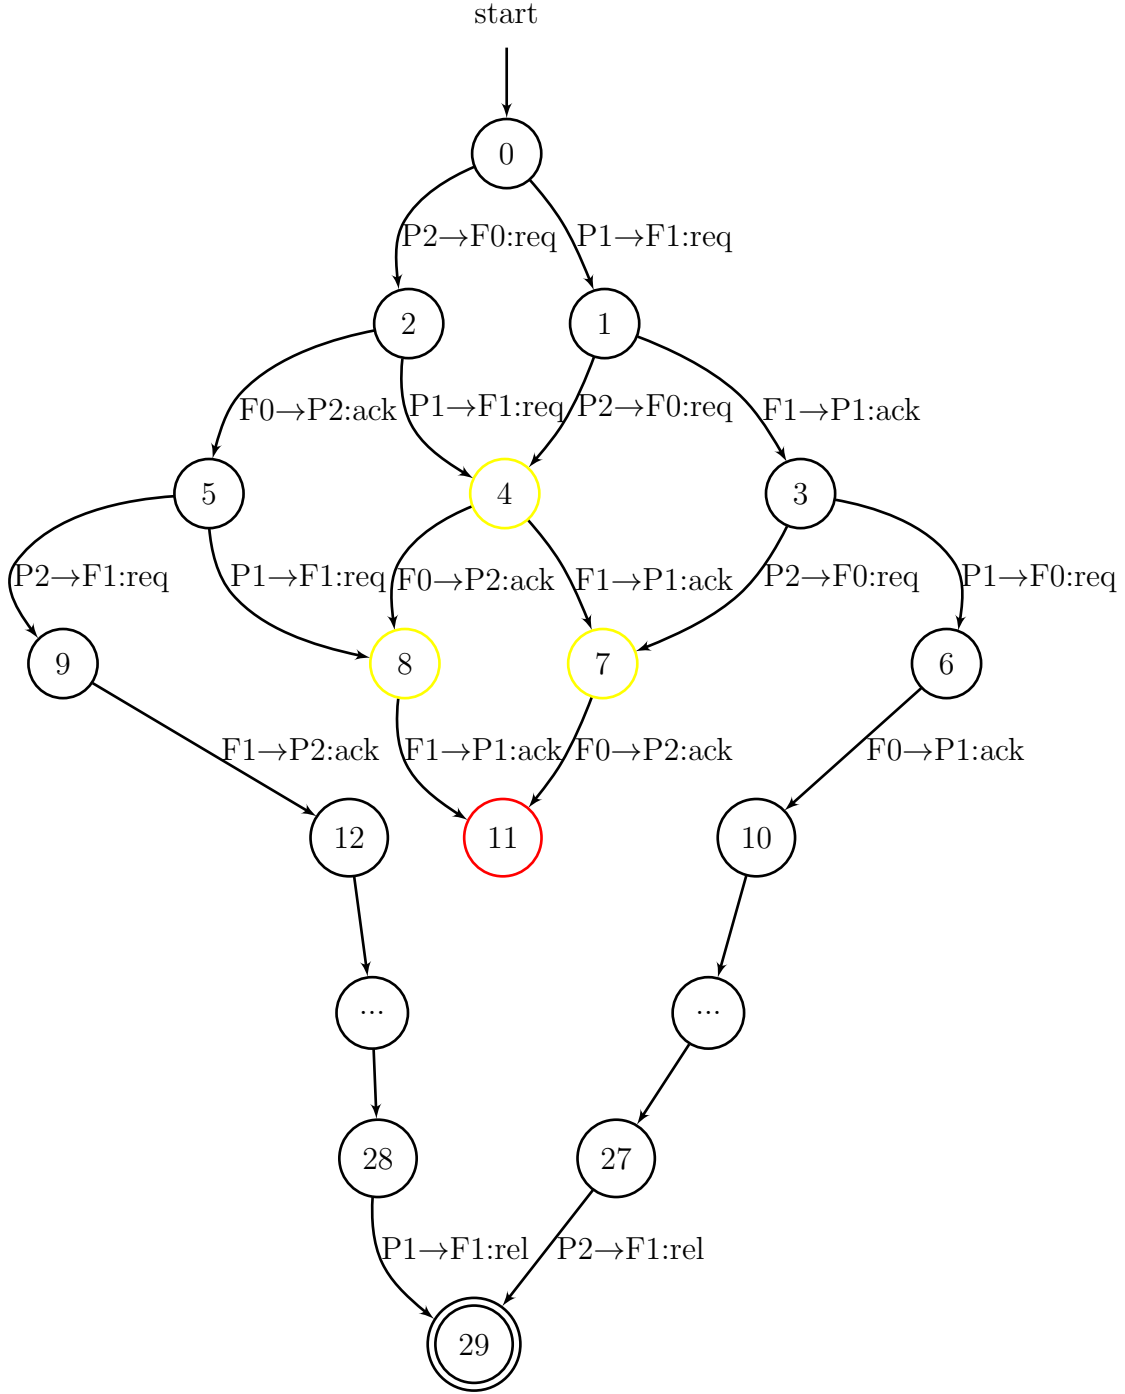 start
0
P2→F0:req P1→F1:req
2 1
F0→P2:ack P1→F1:req P2→F0:req F1→P1:ack
5 4 3
P2→F1:req P1→F1:req F0→P2:ack F1→P1:ack P2→F0:req P1→F0:req
9 8 7 6
F1→P2:ack F1→P1:ack F0→P2:ack F0→P1:ack
12 11 10
... ...
28 27
P1→F1:rel P2→F1:rel
29